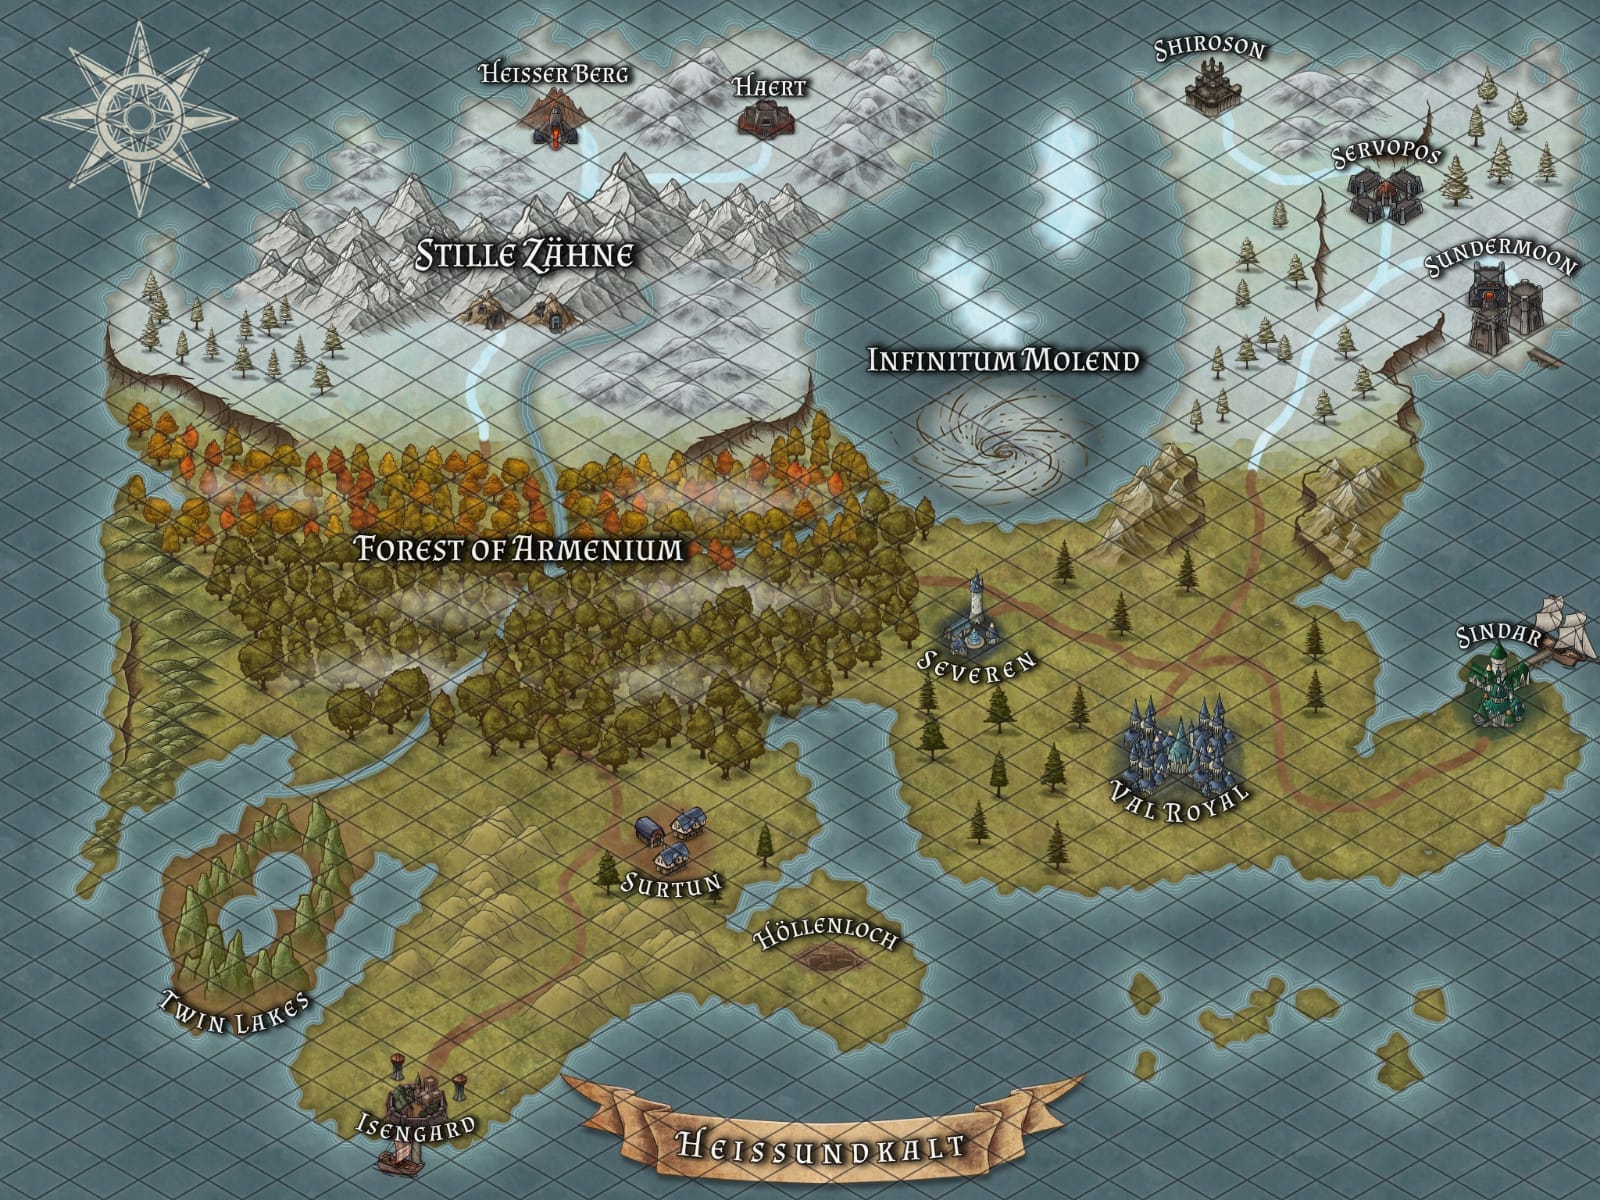 Shiroson
Heisser Berg
Haert
Servopos
Stille Zähne
Sundermoon
Infinitum Molend
Forest of Armenium
Sindar
Severen
Val Royal
Surtun
Höllenloch
Twin Lakes
Isengard
Heissundkalt